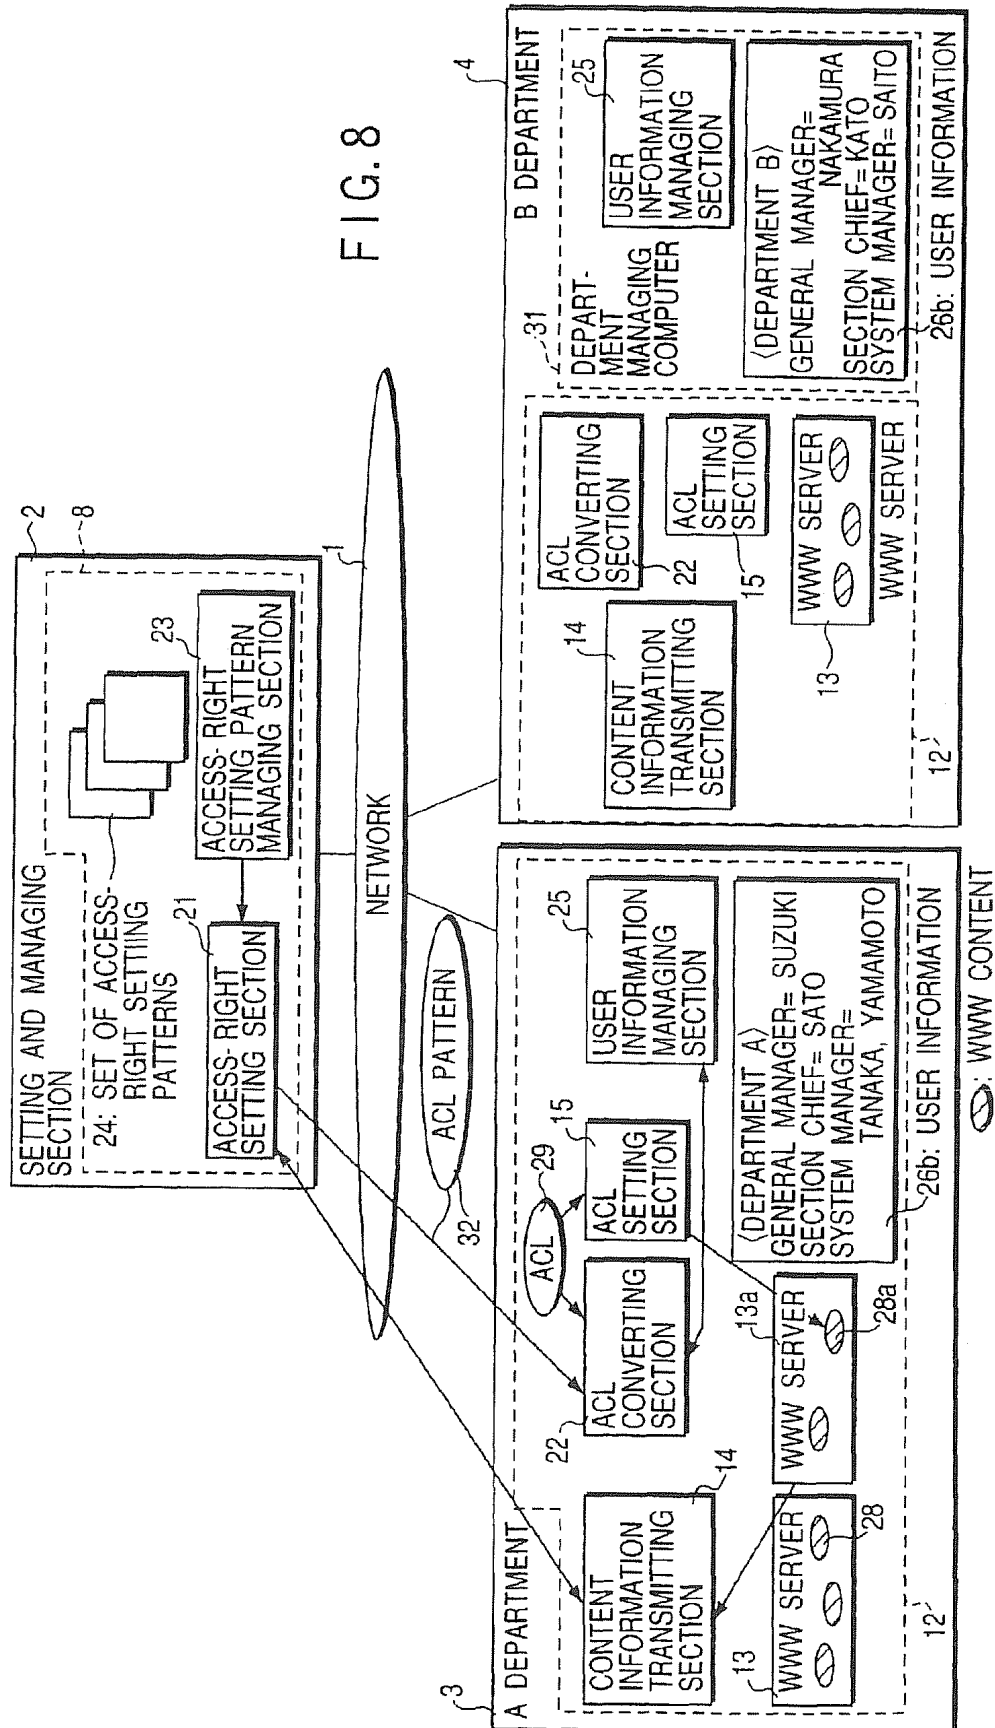 FIG.8
2
8
SETTING AND MANAGING
SECTION
24: SET OF ACCESS-
RIGHT SETTING
PATTERNS
23
ACCESS-RIGHT
SETTING PATTERN
MANAGING SECTION
21
ACCESS-RIGHT
SETTING SECTION
1
NETWORK
ACL PATTERN
32
3
A DEPARTMENT
CONTENT
INFORMATION
TRANSMITTING
SECTION
14
22
ACL
CONVERTING
SECTION
ACL
29
15
ACL
SETTING
SECTION
25
USER
INFORMATION
MANAGING
SECTION
13
WWW SERVER
28
WWW SERVER
13a
28a
〈DEPARTMENT A〉
GENERAL MANAGER= SUZUKI
SECTION CHIEF= SATO
SYSTEM MANAGER=
TANAKA, YAMAMOTO
26b: USER INFORMATION
12'
4
B DEPARTMENT
14
CONTENT
INFORMATION
TRANSMITTING
SECTION
ACL
CONVERTING
SECTION
22
ACL
SETTING
SECTION
15
13
WWW SERVER
WWW SERVER
12'
31
DEPART-
MENT
MANAGING
COMPUTER
25
USER
INFORMATION
MANAGING
SECTION
〈DEPARTMENT B〉
GENERAL MANAGER=
NAKAMURA
SECTION CHIEF= KATO
SYSTEM MANAGER= SAITO
26b: USER INFORMATION
: WWW CONTENT